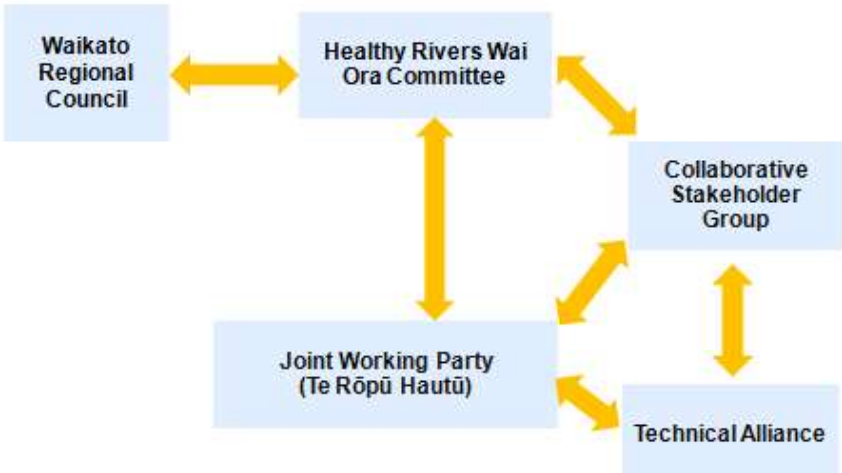 Waikato
Regional
Council
Healthy Rivers Wai
Ora Committee
Collaborative
Stakeholder
Group
Joint Working Party
(Te Rōpū Hautū)
Technical Alliance